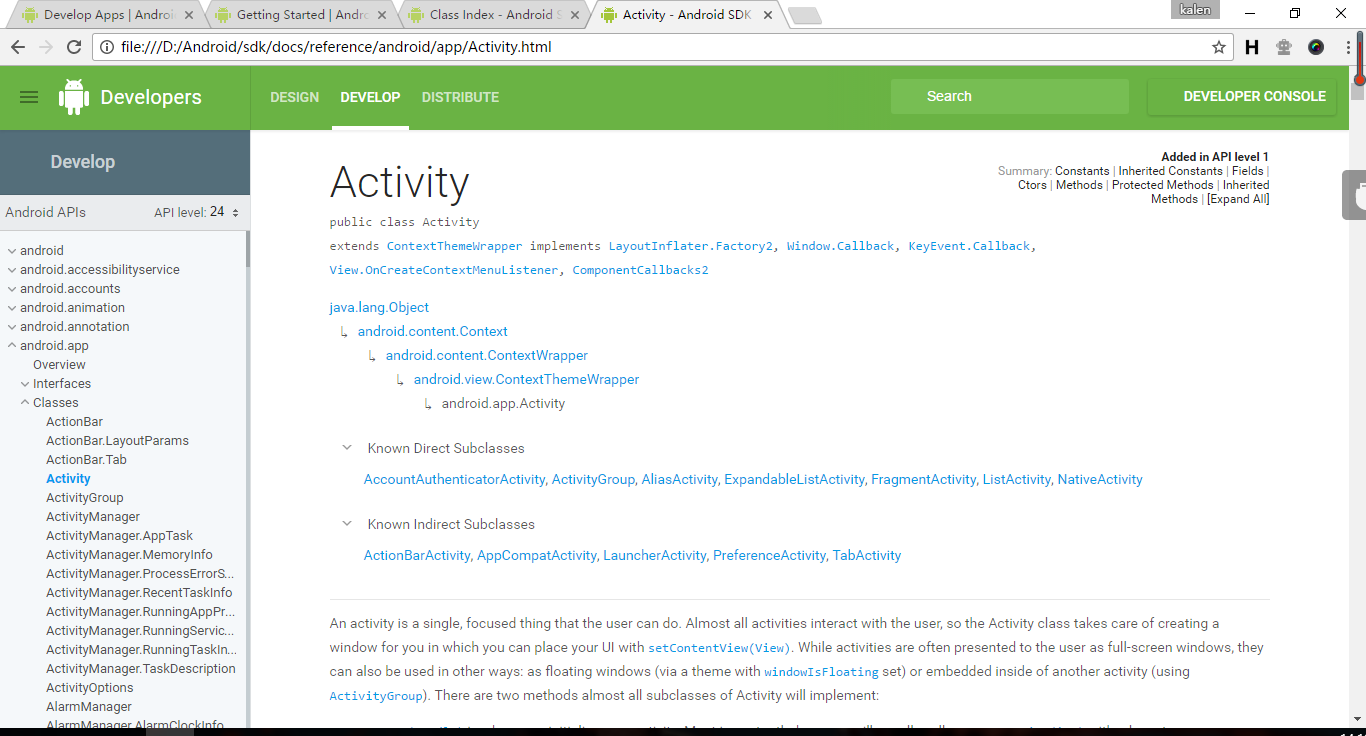 Develop Apps | Androi
Getting Started | Andro
Class Index - Android S
Activity - Android SDK
kalen
file:///D:/Android/sdk/docs/reference/android/app/Activity.html
H
Developers
DESIGN
DEVELOP
DISTRIBUTE
Search
DEVELOPER CONSOLE
Develop
Android APIs
API level: 24
android
android.accessibilityservice
android.accounts
android.animation
android.annotation
android.app
Overview
Interfaces
Classes
ActionBar
ActionBar.LayoutParams
ActionBar.Tab
Activity
ActivityGroup
ActivityManager
ActivityManager.AppTask
ActivityManager.MemoryInfo
ActivityManager.ProcessErrorS...
ActivityManager.RecentTaskInfo
ActivityManager.RunningAppPr...
ActivityManager.RunningServic...
ActivityManager.RunningTaskIn...
ActivityManager.TaskDescription
ActivityOptions
AlarmManager
AlarmManager.AlarmClockInfo
Activity
Added in API level 1
Summary: Constants | Inherited Constants | Fields |
Ctors | Methods | Protected Methods | Inherited
Methods | [Expand All]
public class Activity
extends ContextThemeWrapper implements LayoutInflater.Factory2, Window.Callback, KeyEvent.Callback,
View.OnCreateContextMenuListener, ComponentCallbacks2
java.lang.Object
↳ android.content.Context
↳ android.content.ContextWrapper
↳ android.view.ContextThemeWrapper
↳ android.app.Activity
Known Direct Subclasses
AccountAuthenticatorActivity, ActivityGroup, AliasActivity, ExpandableListActivity, FragmentActivity, ListActivity, NativeActivity
Known Indirect Subclasses
ActionBarActivity, AppCompatActivity, LauncherActivity, PreferenceActivity, TabActivity
An activity is a single, focused thing that the user can do. Almost all activities interact with the user, so the Activity class takes care of creating a
window for you in which you can place your UI with setContentView(View). While activities are often presented to the user as full-screen windows, they
can also be used in other ways: as floating windows (via a theme with windowIsFloating set) or embedded inside of another activity (using
ActivityGroup). There are two methods almost all subclasses of Activity will implement: